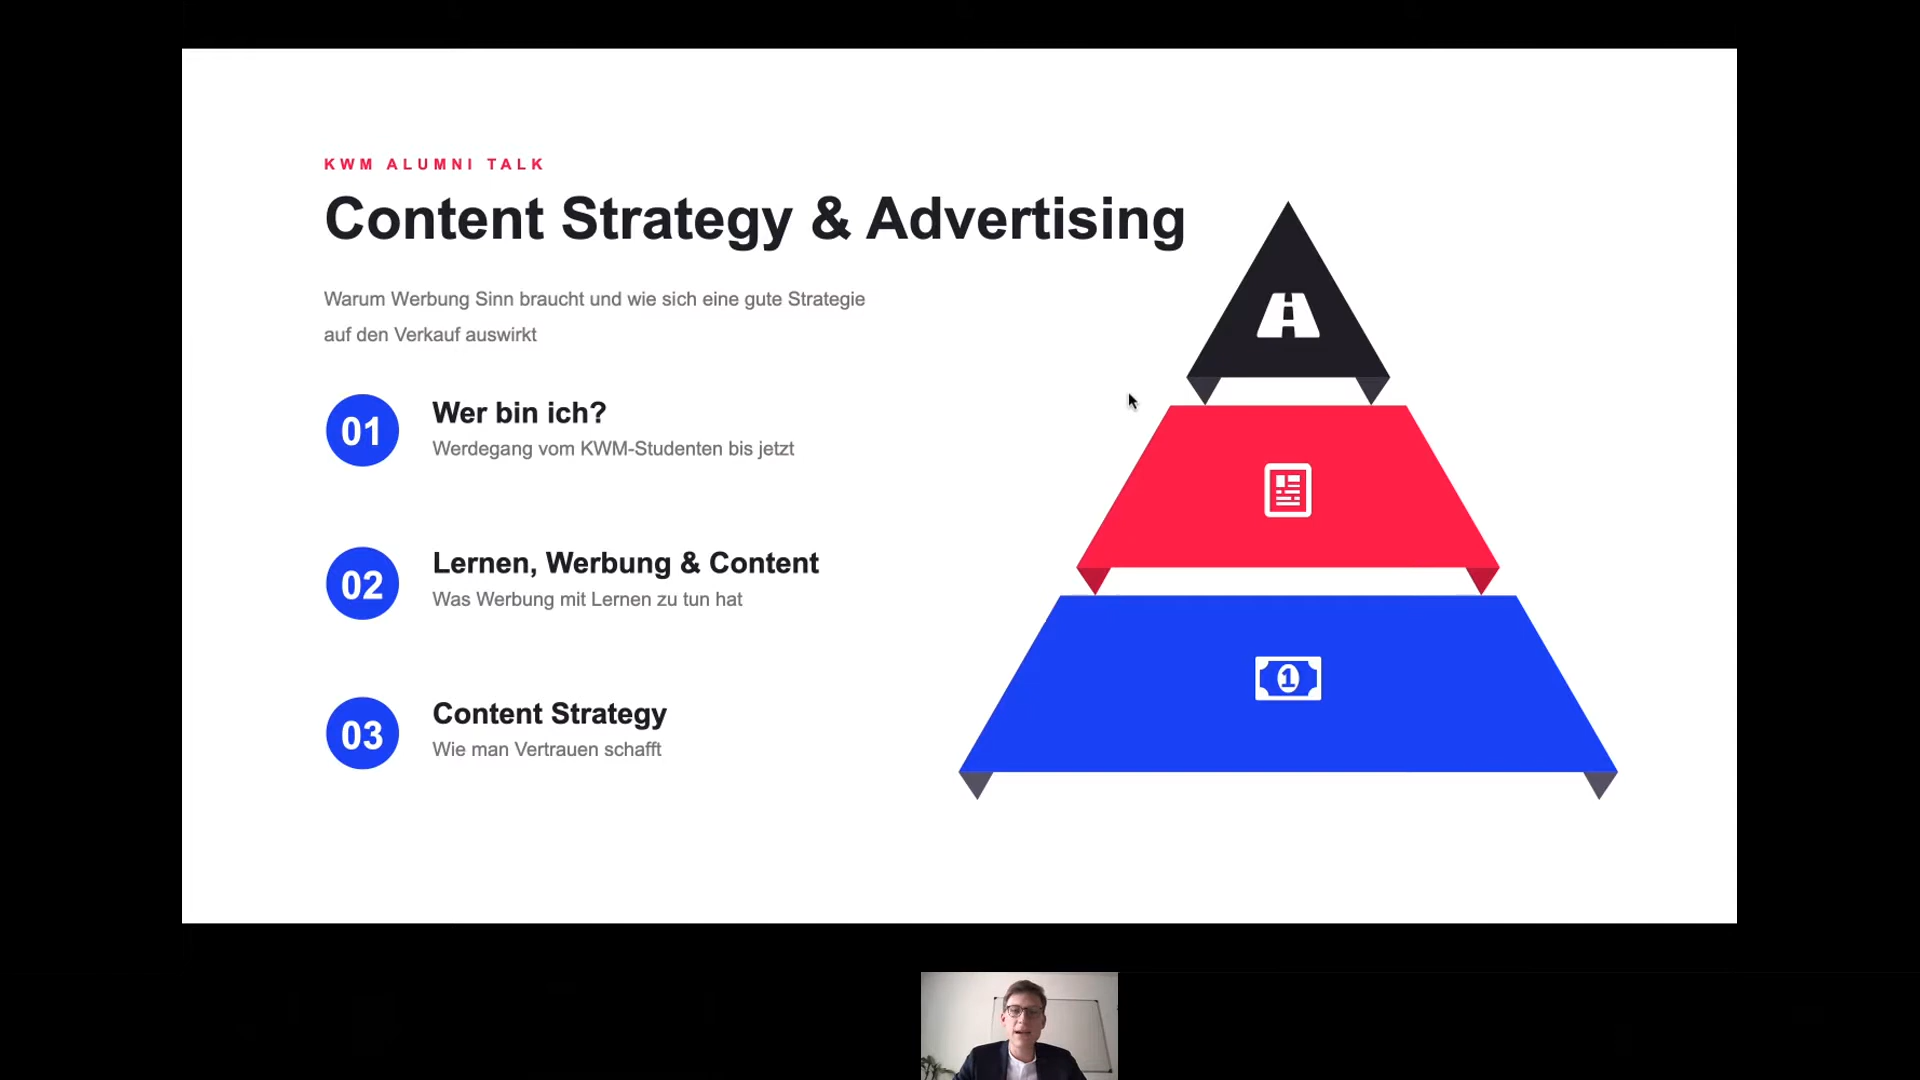 KWM ALUMNI TALK
Content Strategy & Advertising
Warum Werbung Sinn braucht und wie sich eine gute Strategie
auf den Verkauf auswirkt
01
Wer bin ich?
Werdegang vom KWM-Studenten bis jetzt
02
Lernen, Werbung & Content
Was Werbung mit Lernen zu tun hat
03
Content Strategy
Wie man Vertrauen schafft
1